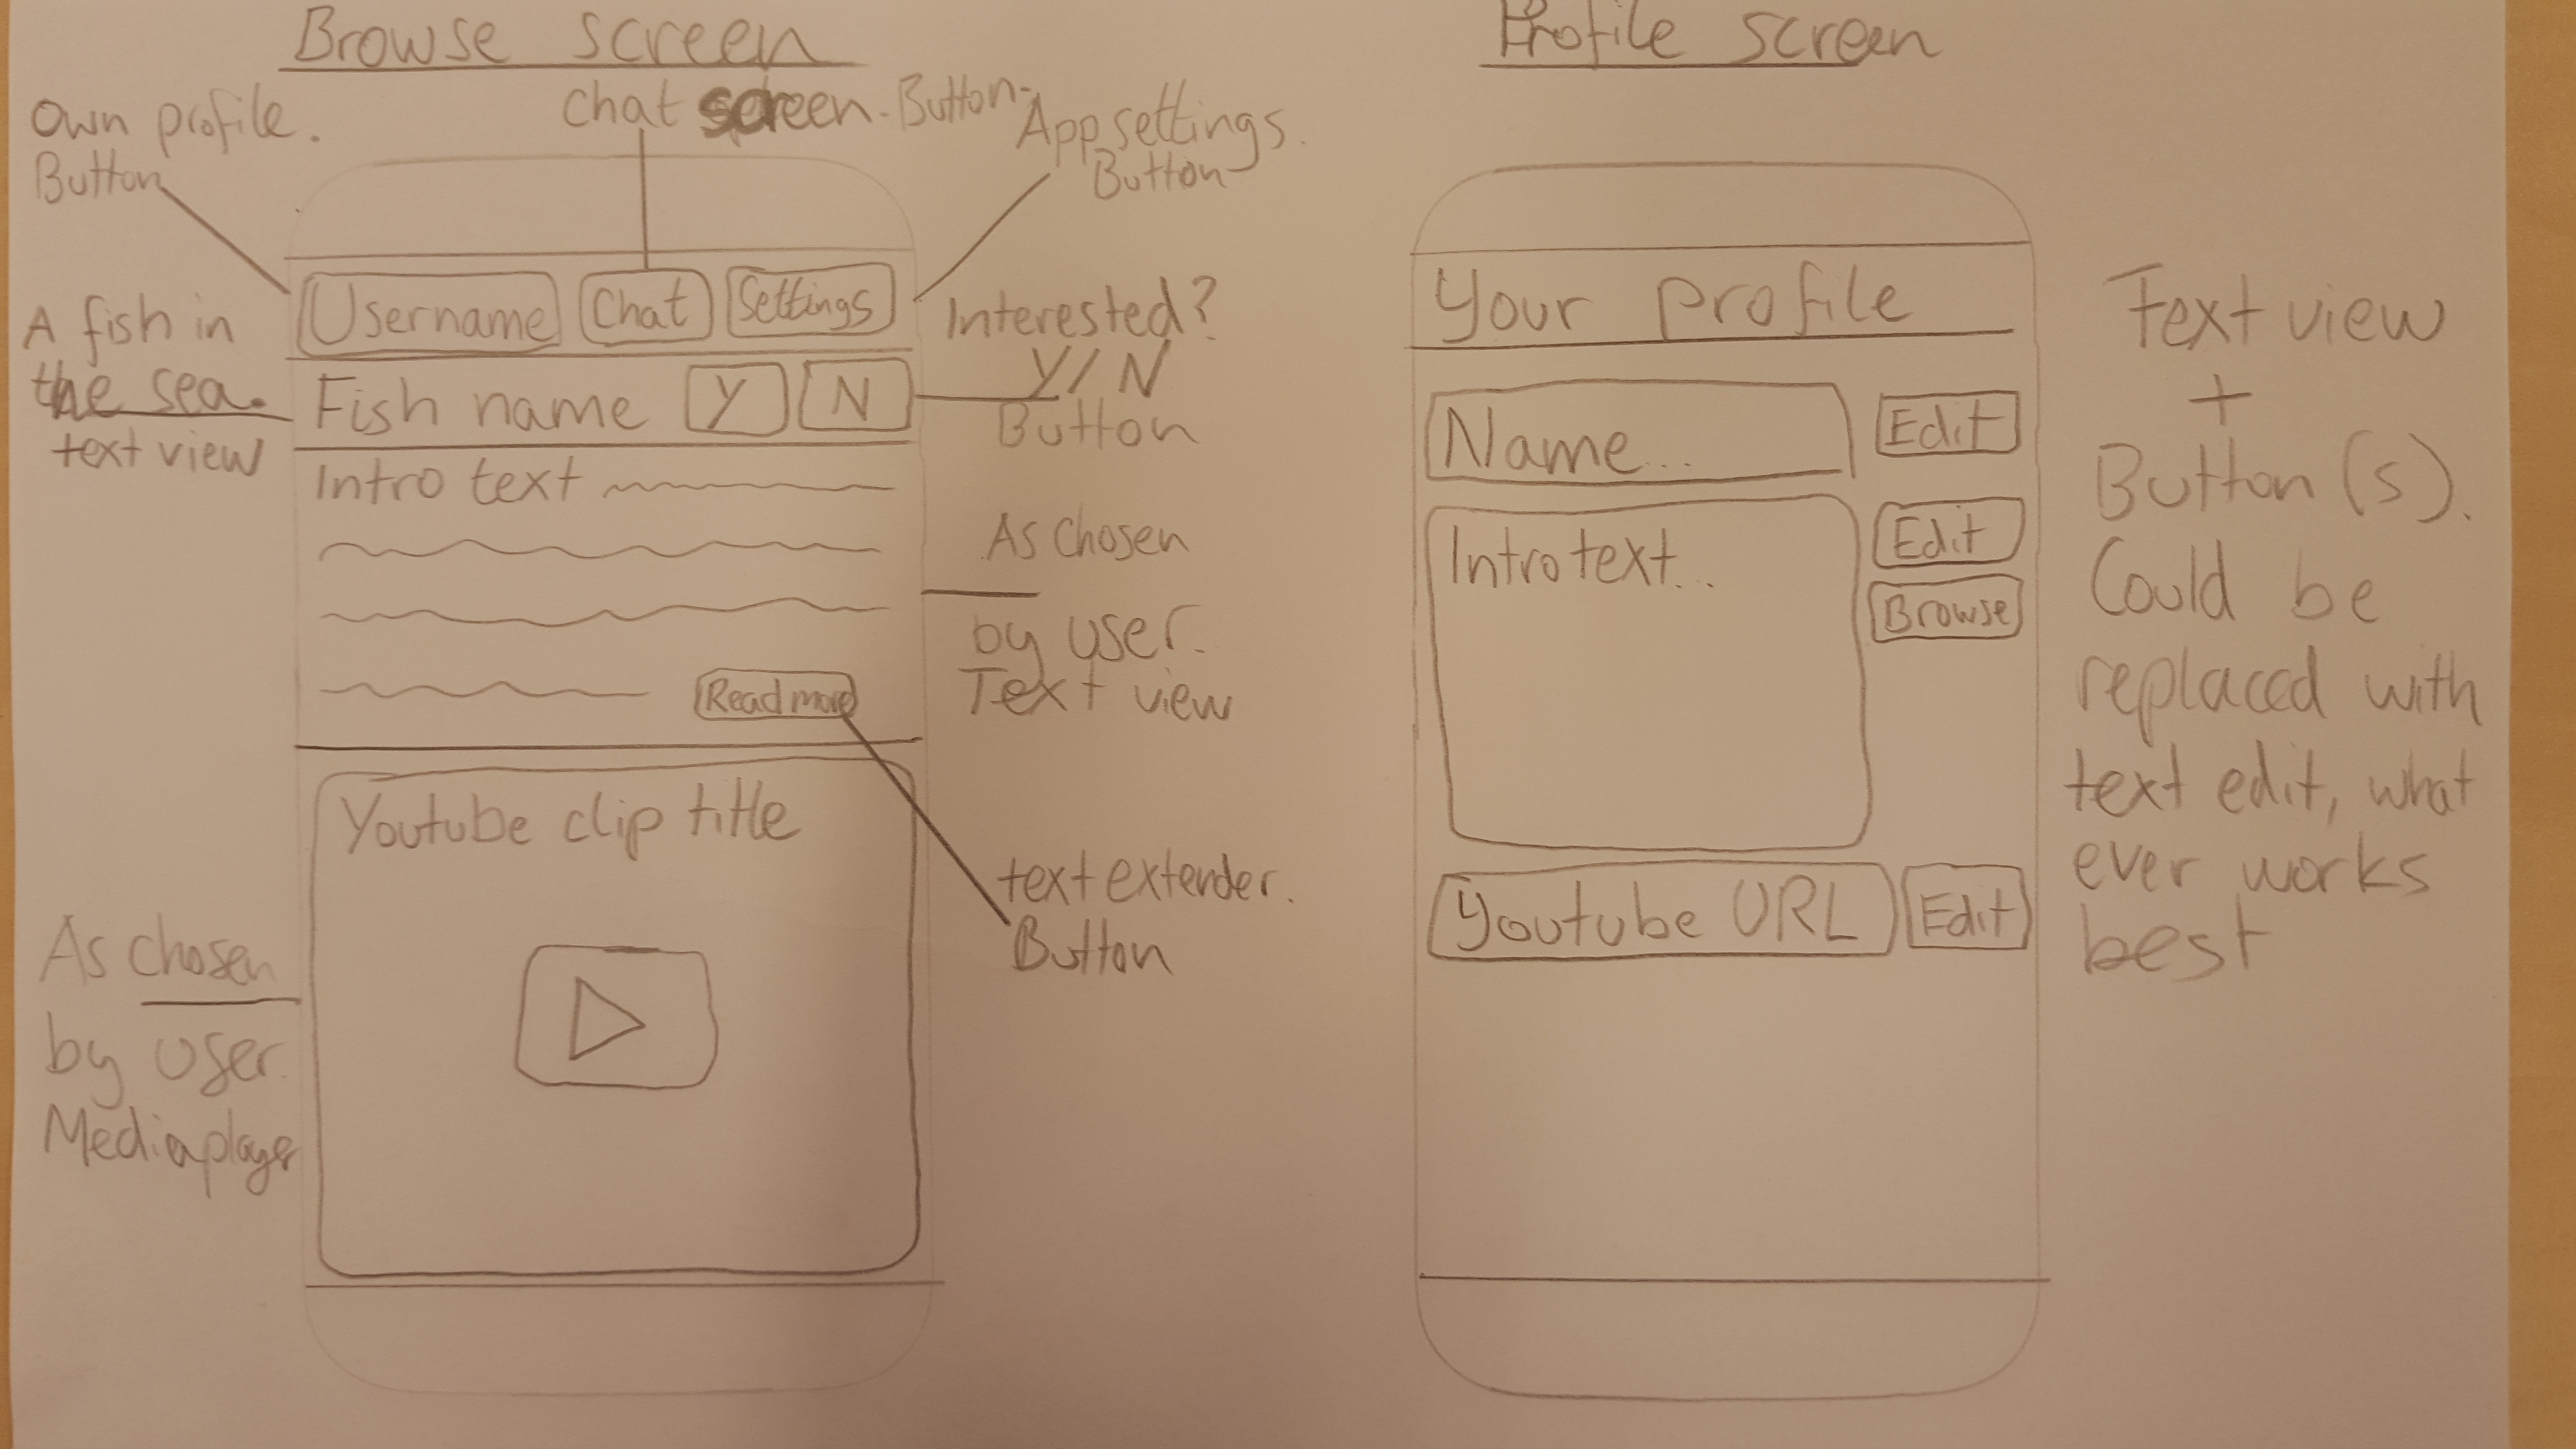 Browse screen
Own profile.
Button
Chat screen. Button
App settings.
Button
Username
Chat
Settings
A fish in
the sea.
text view
Fish name
Y
N
Interested?
Y/N
Button
Intro text
Read more
As chosen
by user.
Text view
Youtube clip title
text extender.
Button
As chosen
by user.
Mediaplayer
Profile screen
Your profile
Name...
Edit
Intro text...
Edit
Browse
Youtube URL
Edit
Text view
+
Button(s).
Could be
replaced with
text edit, what
ever works
best